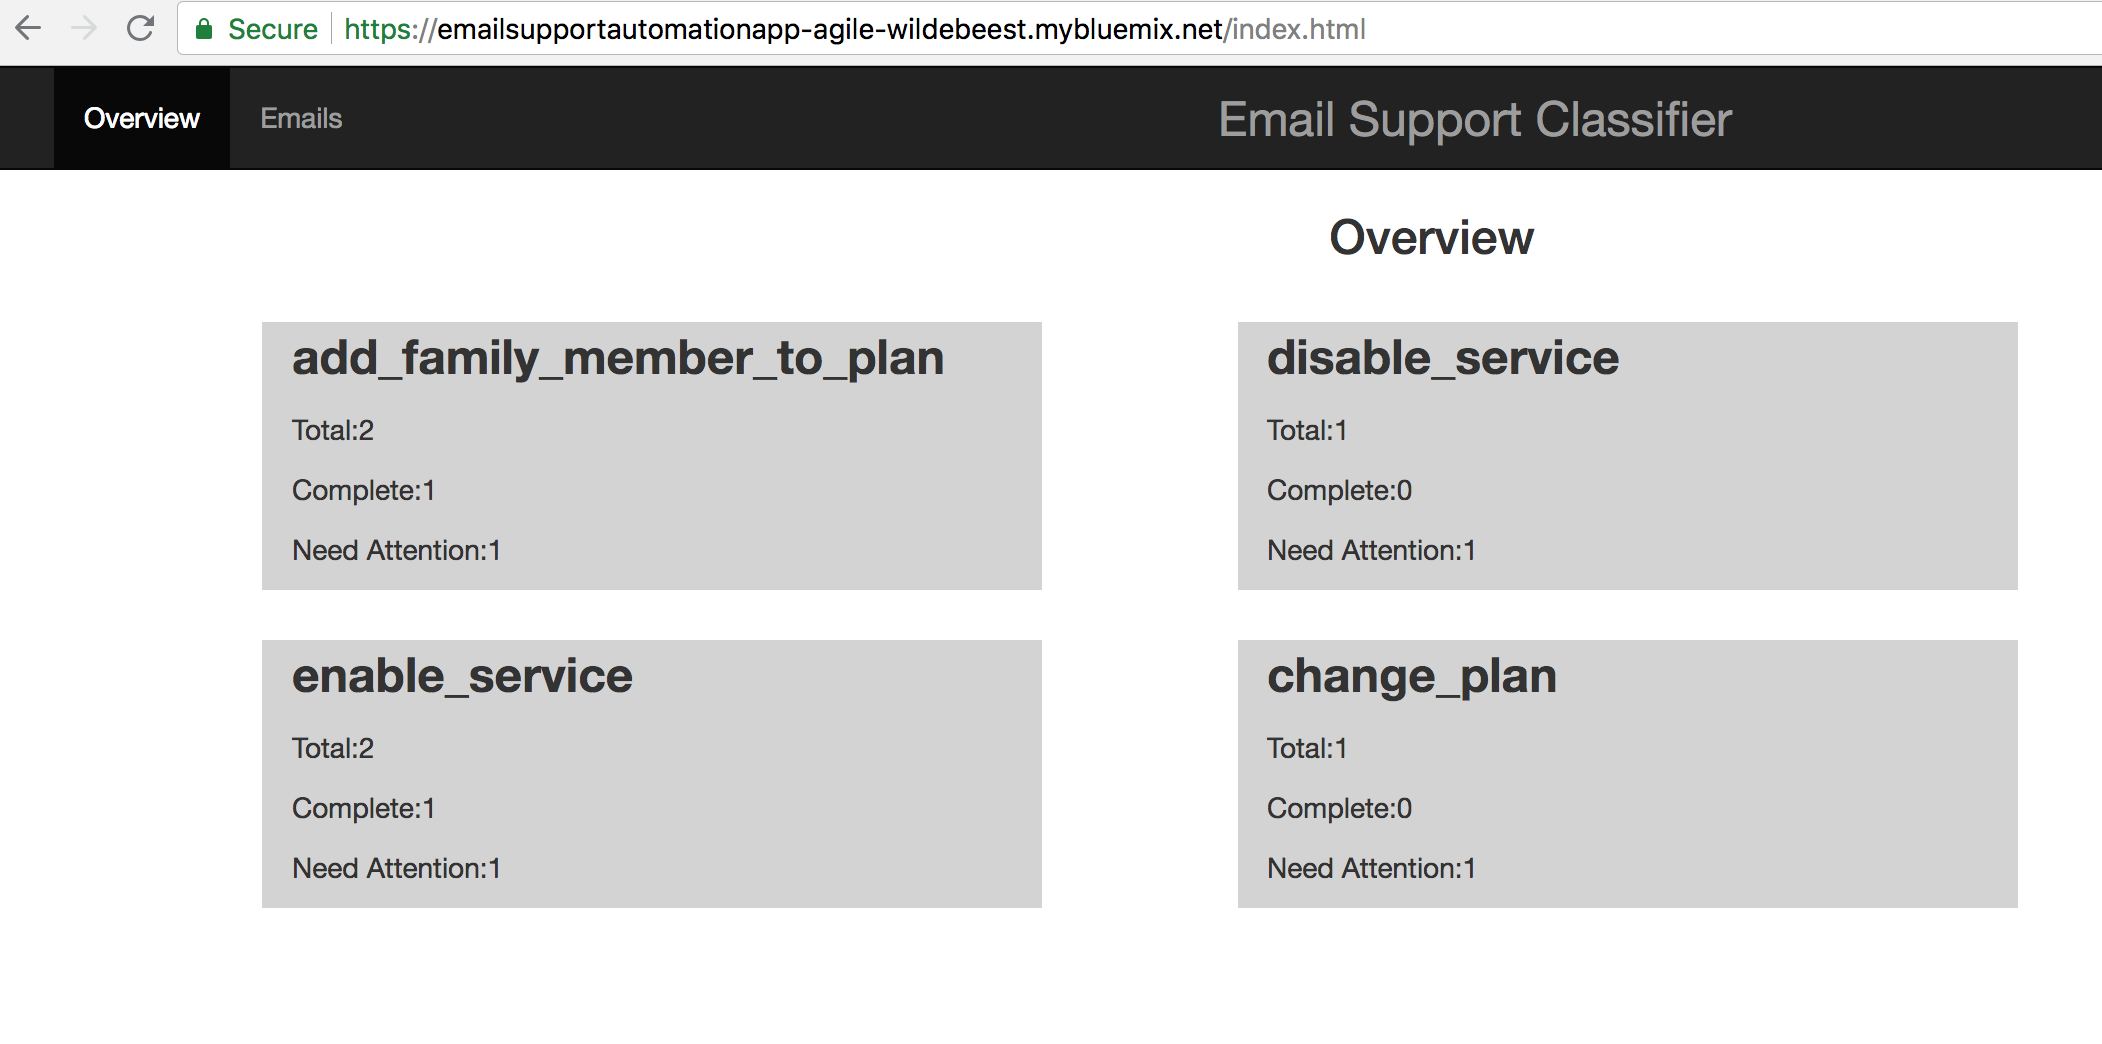 Secure https://emailsupportautomationapp-agile-wildebeest.mybluemix.net/index.html
Overview Emails Email Support Classifier
Overview
add_family_member_to_plan
Total:2
Complete:1
Need Attention:1
disable_service
Total:1
Complete:0
Need Attention:1
enable_service
Total:2
Complete:1
Need Attention:1
change_plan
Total:1
Complete:0
Need Attention:1